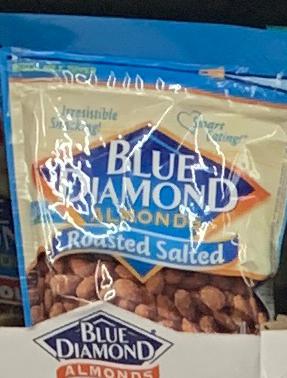 Irresistible
Snacking!
Smart
Eating!
BLUE
DIAMOND
ALMONDS
Roasted Salted
BLUE
DIAMOND
ALMONDS